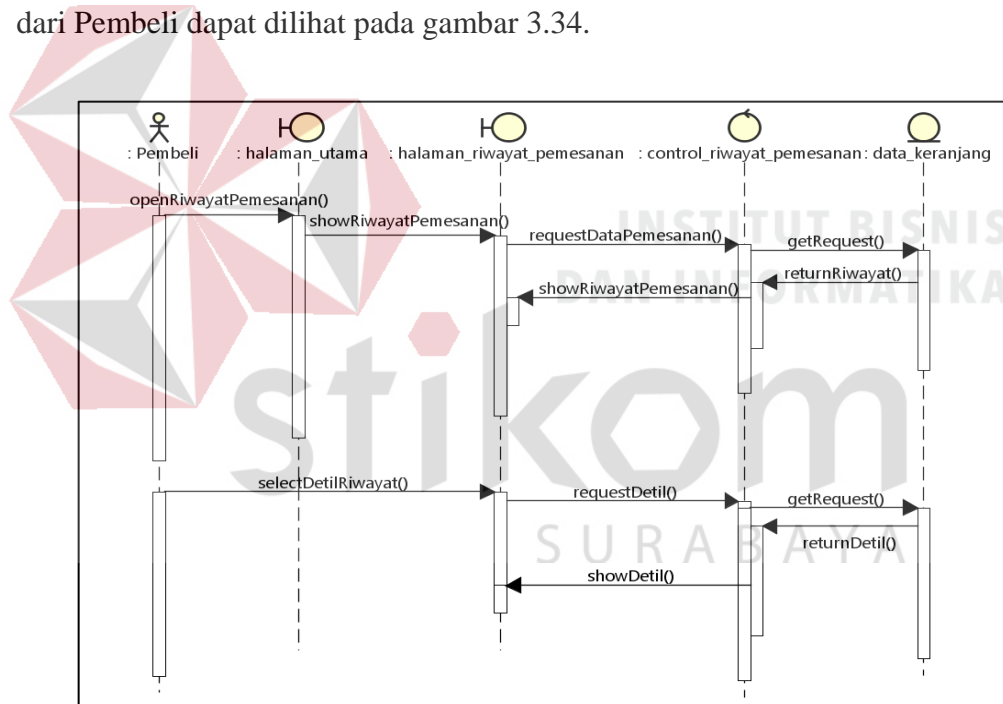 dari Pembeli dapat dilihat pada gambar 3.34.
: Pembeli
: halaman_utama
: halaman_riwayat_pemesanan
: control_riwayat_pemesanan
: data_keranjang
openRiwayatPemesanan()
showRiwayatPemesanan()
requestDataPemesanan()
getRequest()
returnRiwayat()
showRiwayatPemesanan()
INSTITUT BISNIS
DAN INFORMATIKA
stikom
selectDetilRiwayat()
requestDetil()
getRequest()
returnDetil()
SURABAYA
showDetil()